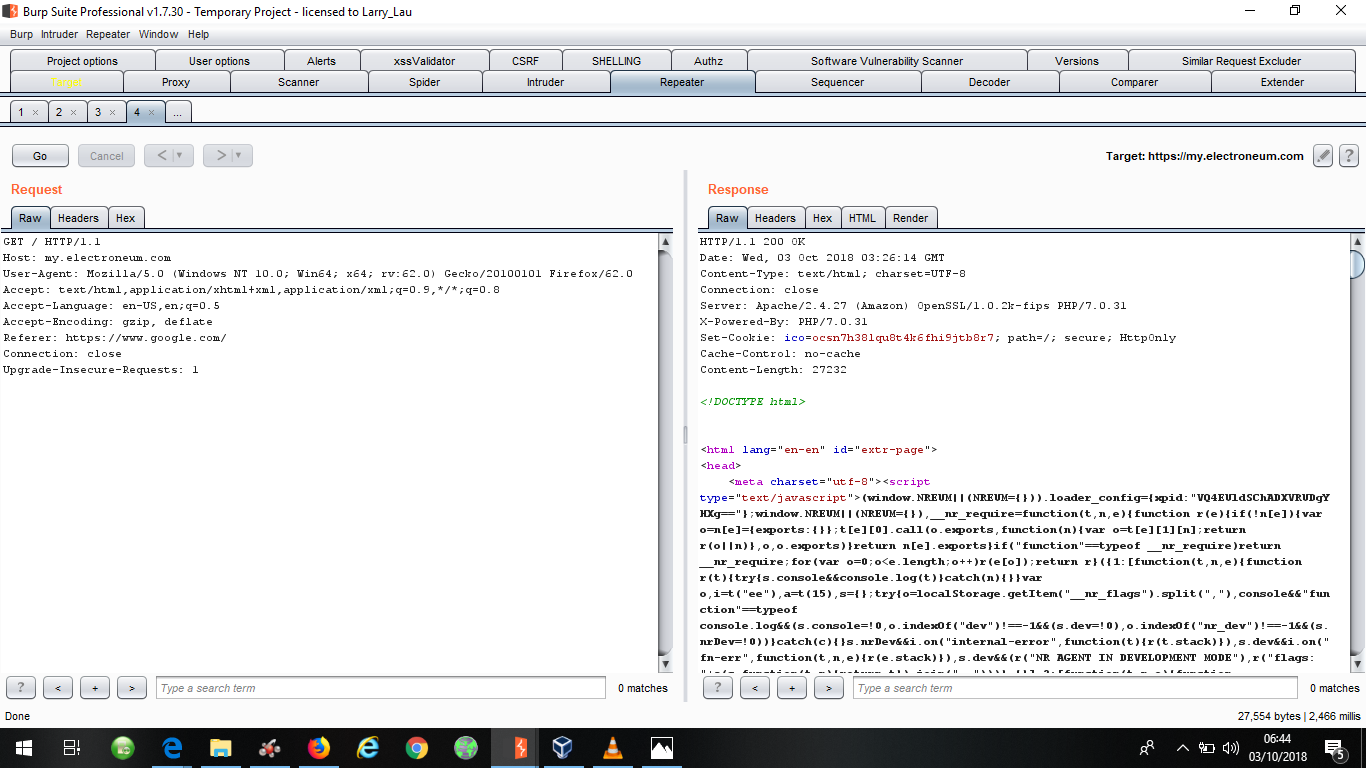 Burp Suite Professional v1.7.30 - Temporary Project - licensed to Larry_Lau
Burp Intruder Repeater Window Help
Project options User options Alerts xssValidator CSRF SHELLING Authz Software Vulnerability Scanner Versions Similar Request Excluder
Target Proxy Scanner Spider Intruder Repeater Sequencer Decoder Comparer Extender
1 × 2 × 3 × 4 × ...
Go Cancel < ▼ > ▼ Target: https://my.electroneum.com ?
Request
Raw Headers Hex
GET / HTTP/1.1
Host: my.electroneum.com
User-Agent: Mozilla/5.0 (Windows NT 10.0; Win64; x64; rv:62.0) Gecko/20100101 Firefox/62.0
Accept: text/html,application/xhtml+xml,application/xml;q=0.9,*/*;q=0.8
Accept-Language: en-US,en;q=0.5
Accept-Encoding: gzip, deflate
Referer: https://www.google.com/
Connection: close
Upgrade-Insecure-Requests: 1
? < + > Type a search term 0 matches
Response
Raw Headers Hex HTML Render
HTTP/1.1 200 OK
Date: Wed, 03 Oct 2018 03:26:14 GMT
Content-Type: text/html; charset=UTF-8
Connection: close
Server: Apache/2.4.27 (Amazon) OpenSSL/1.0.2k-fips PHP/7.0.31
X-Powered-By: PHP/7.0.31
Set-Cookie: ico=ocsn7h38lqu8t4k6fhi9jtb8r7; path=/; secure; HttpOnly
Cache-Control: no-cache
Content-Length: 27232
<!DOCTYPE html>
<html lang="en-en" id="extr-page">
<head>
<meta charset="utf-8"><script
type="text/javascript">(window.NREUM||(NREUM={})).loader_config={xpid:"VQ4EUldSChADXVRUDgY
HXg=="};window.NREUM||(NREUM={}),__nr_require=function(t,n,e){function r(e){if(!n[e]){var
o=n[e]={exports:{}};t[e][0].call(o.exports,function(n){var o=t[e][1][n];return
r(o||n)},o,o.exports)}return n[e].exports}if("function"==typeof __nr_require)return
__nr_require;for(var o=0;o<e.length;o++)r(e[o]);return r}({1:[function(t,n,e){function
r(t){try{s.console&&console.log(t)}catch(n){}}var
o,i=t("ee"),a=t(15),s={};try{o=localStorage.getItem("__nr_flags").split(","),console&&"fun
ction"==typeof
console.log&&(s.console=!0,o.indexOf("dev")!==-1&&(s.dev=!0),o.indexOf("nr_dev")!==-1&&(s.
nrDev=!0))}catch(c){}s.nrDev&&i.on("internal-error",function(t){r(t.stack)}),s.dev&&i.on("
fn-err",function(t,n,e){r(e.stack)}),s.dev&&(r("NR AGENT IN DEVELOPMENT MODE"),r("flags:
? < + > Type a search term 0 matches
Done 27,554 bytes | 2,466 millis
06:44
03/10/2018
5